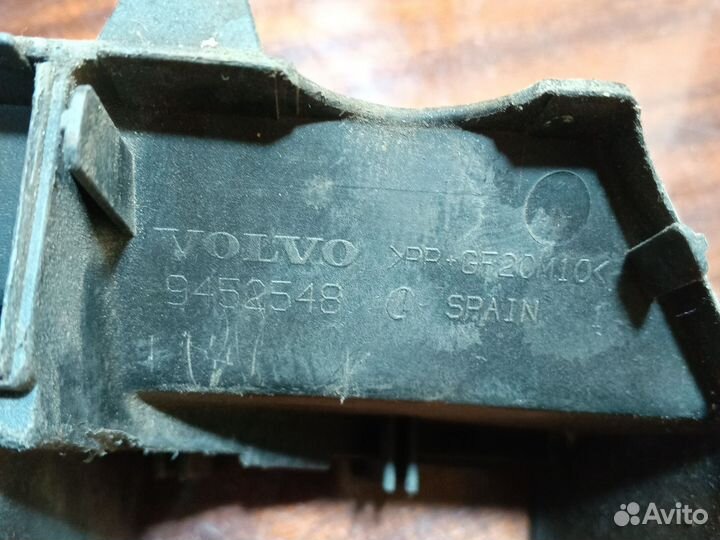 VOLVO >PP+GF20M10<
9452548 SPAIN
Avito